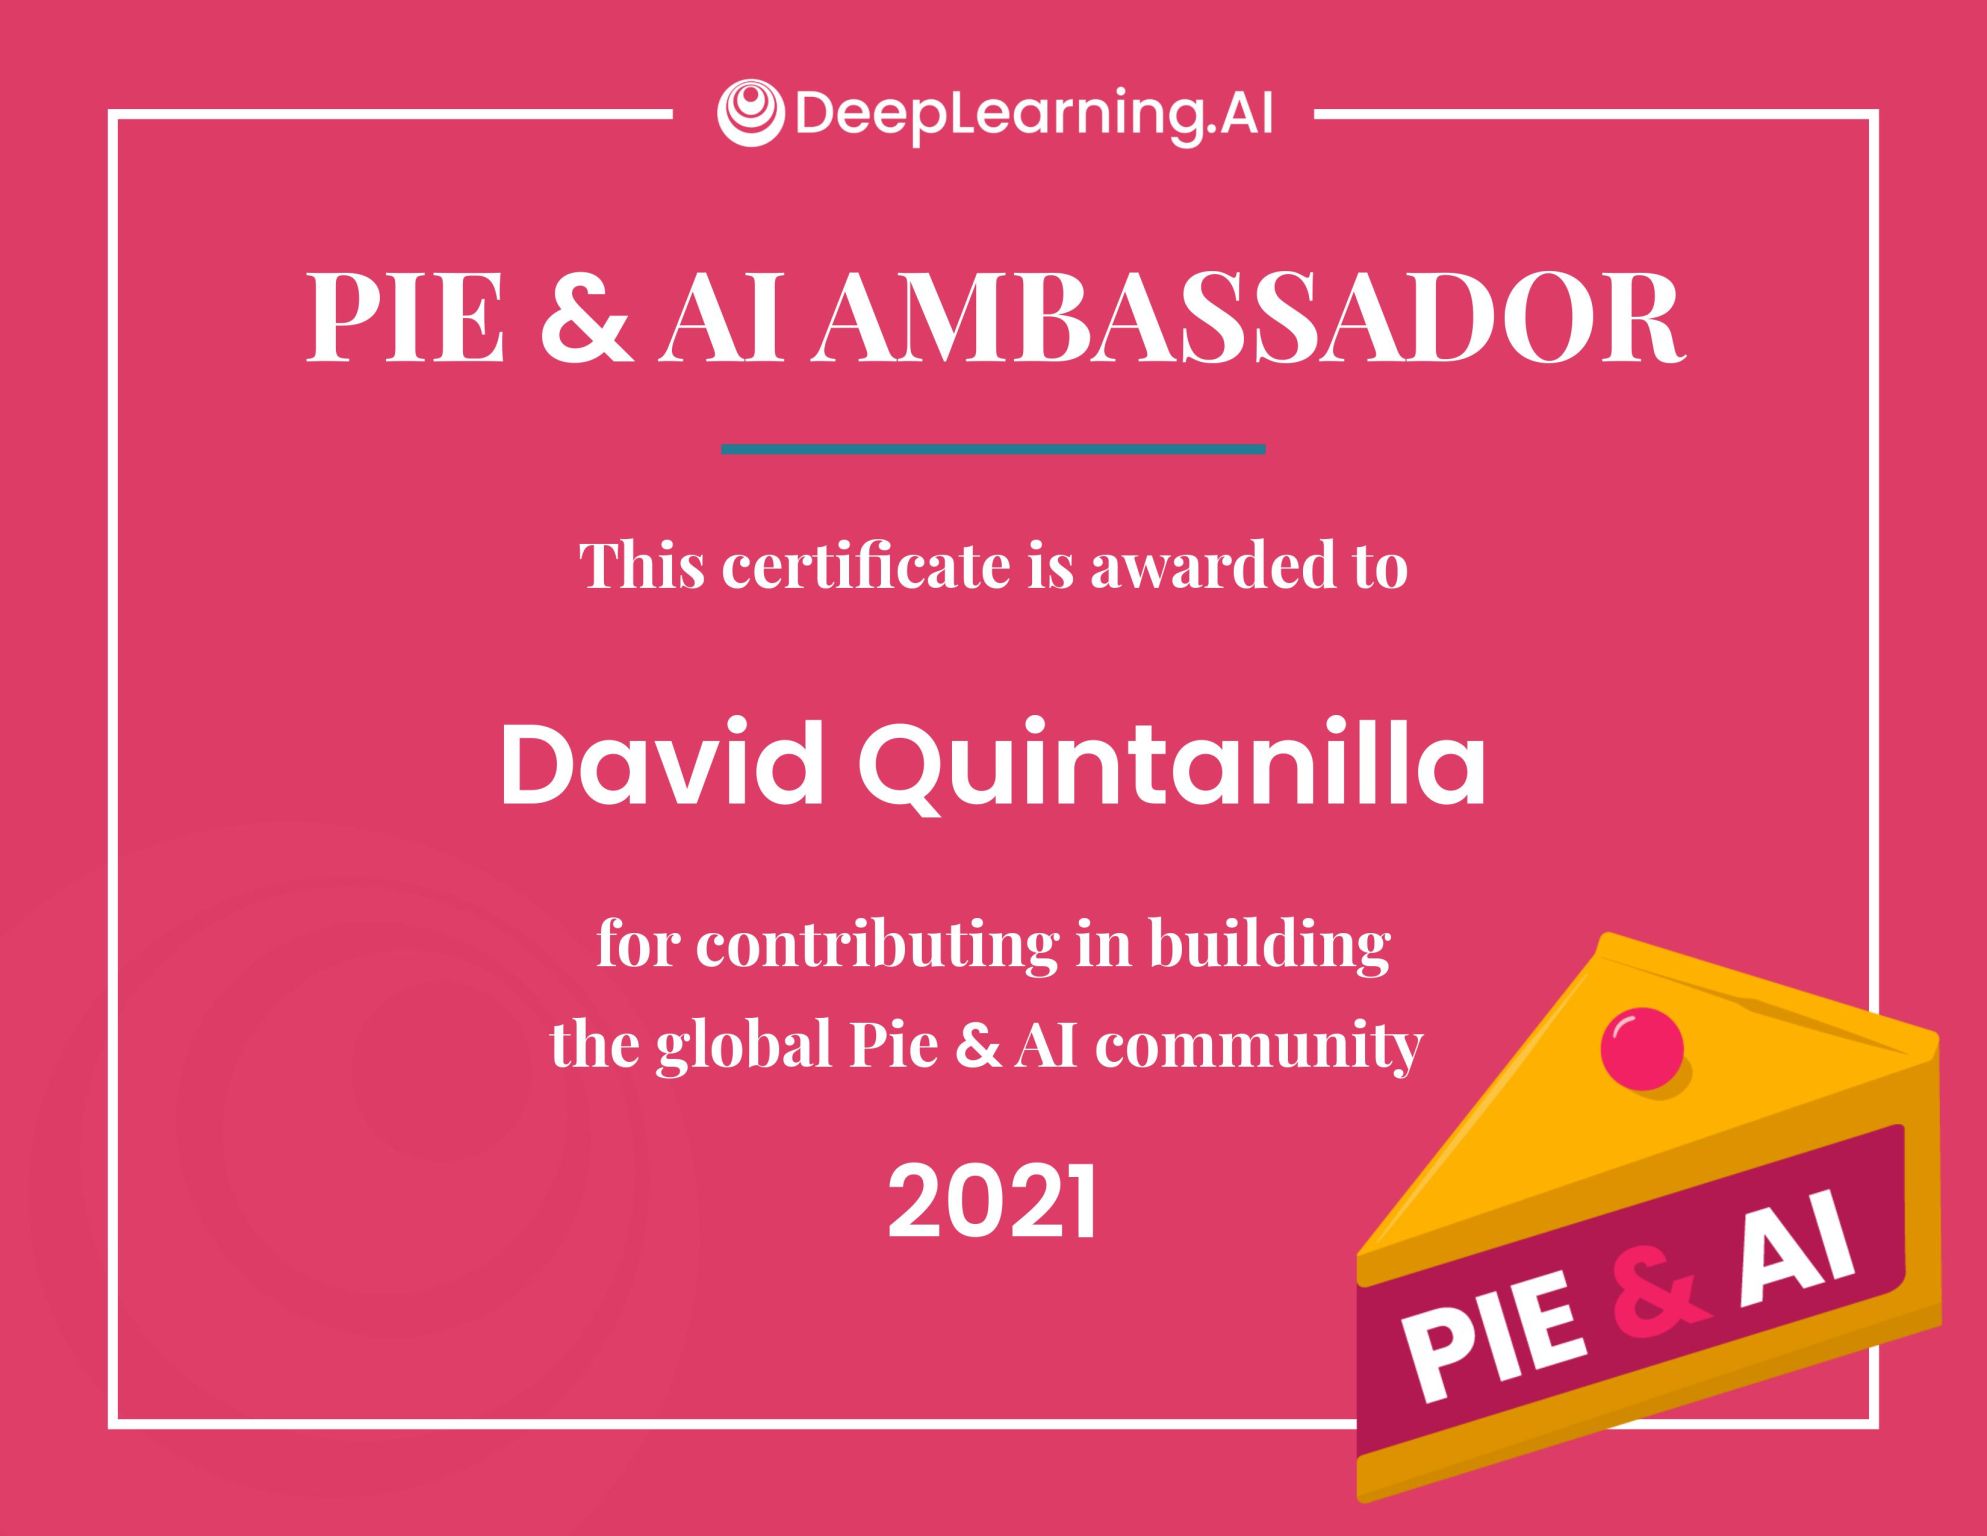 DeepLearning.AI
PIE & AI AMBASSADOR
This certificate is awarded to
David Quintanilla
for contributing in building
the global Pie & AI community
2021
PIE & AI